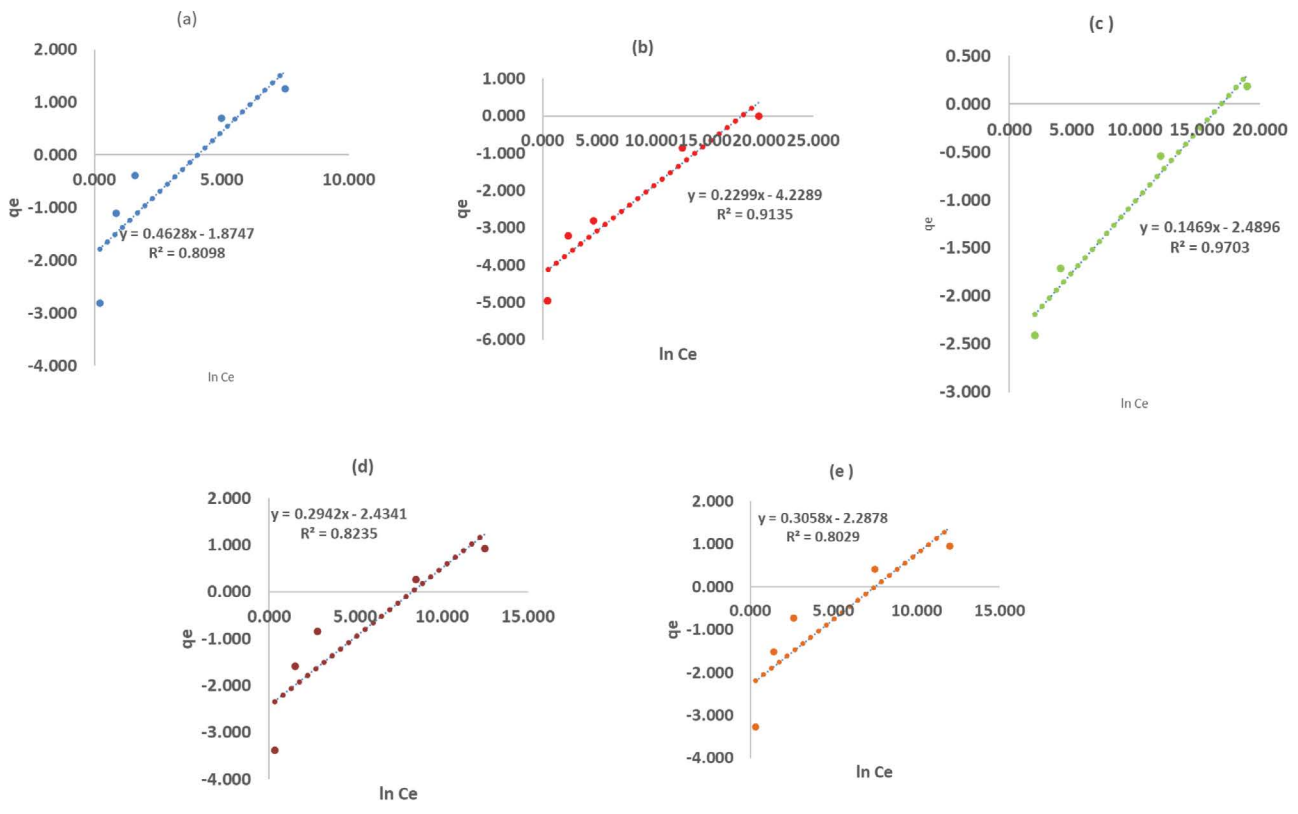 (a)
2.000
1.000
0.000
-1.000
-2.000
-3.000
-4.000
0.000 5.000 10.000
qe
y = 0.4628x - 1.8747
R² = 0.8098
ln Ce
(b)
1.000
0.000
-1.000
-2.000
-3.000
-4.000
-5.000
-6.000
0.000 5.000 10.000 15.000 20.000 25.000
qe
y = 0.2299x - 4.2289
R² = 0.9135
ln Ce
(c )
0.500
0.000
-0.500
-1.000
-1.500
-2.000
-2.500
-3.000
0.000 5.000 10.000 15.000 20.000
qe
y = 0.1469x - 2.4896
R² = 0.9703
ln Ce
(d)
2.000
1.000
0.000
-1.000
-2.000
-3.000
-4.000
0.000 5.000 10.000 15.000
qe
y = 0.2942x - 2.4341
R² = 0.8235
ln Ce
(e )
2.000
1.000
0.000
-1.000
-2.000
-3.000
-4.000
0.000 5.000 10.000 15.000
qe
y = 0.3058x - 2.2878
R² = 0.8029
ln Ce